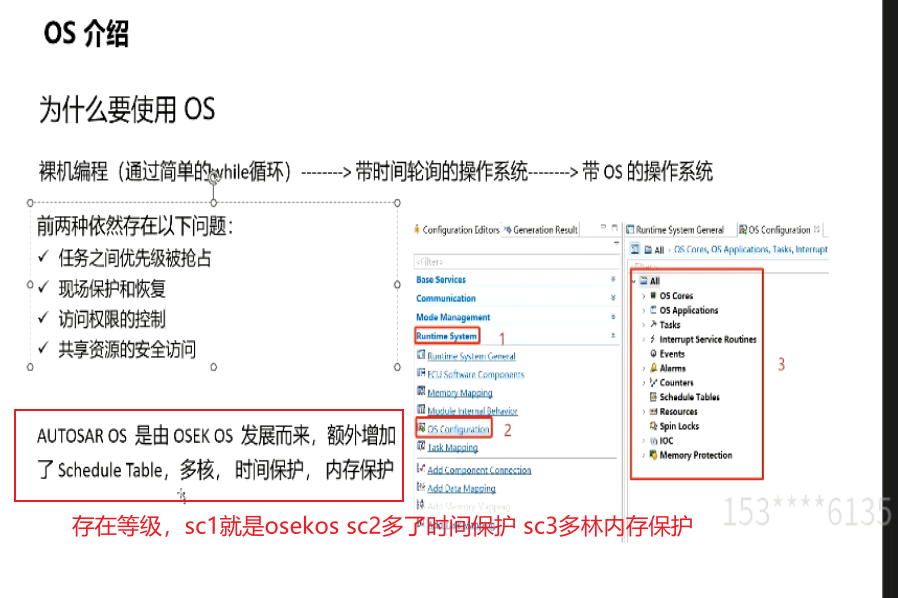 OS 介绍
为什么要使用 OS
裸机编程（通过简单的while循环）--------> 带时间轮询的操作系统--------> 带 OS 的操作系统
前两种依然存在以下问题：
✓ 任务之间优先级被抢占
✓ 现场保护和恢复
✓ 访问权限的控制
✓ 共享资源的安全访问
AUTOSAR OS 是由 OSEK OS 发展而来，额外增加
了 Schedule Table，多核， 时间保护， 内存保护
存在等级，sc1就是osekos sc2多了时间保护 sc3多林内存保护
Configuration Editors Generation Result
<Filter>
Base Services
Communication
Mode Management
Runtime System
1
Runtime System General
ECU Software Components
Memory Mapping
Module Internal Behavior
OS Configuration
2
Task Mapping
Add Component Connection
Add Data Mapping
Add Memory Mapping
Runtime System General OS Configuration
All › OS Cores, OS Applications, Tasks, Interrupt
All
OS Cores
OS Applications
Tasks
Interrupt Service Routines
Events
Alarms
Counters
Schedule Tables
Resources
Spin Locks
IOC
Memory Protection
3
153****6135